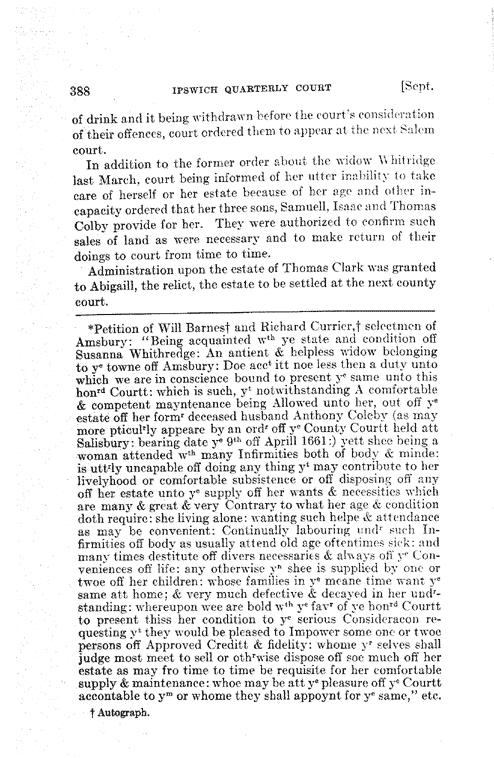 388 IPSWICH QUARTERLY COURT [Sept.
of drink and it being withdrawn before the court's consideration
of their offences, court ordered them to appear at the next Salem
court.
In addition to the former order about the widow Whitridge
last March, court being informed of her utter inability to take
care of herself or her estate because of her age and other in-
capacity ordered that her three sons, Samuell, Isaac and Thomas
Colby provide for her. They were authorized to confirm such
sales of land as were necessary and to make return of their
doings to court from time to time.
Administration upon the estate of Thomas Clark was granted
to Abigaill, the relict, the estate to be settled at the next county
court.
*Petition of Will Barnes† and Richard Currier,† selectmen of
Amsbury: "Being acquainted wᵗʰ ye state and condition off
Susanna Whithredge: An antient & helpless widow belonging
to yᵉ towne off Amsbury: Doe accᵗ itt noe less then a duty unto
which we are in conscience bound to present yᵉ same unto this
honʳᵈ Courtt: which is such, yᵗ notwithstanding A comfortable
& competent mayntenance being Allowed unto her, out off yᵉ
estate off her formʳ deceased husband Anthony Coleby (as may
more pticulʳly appeare by an ordʳ off yᵉ County Courtt held att
Salisbury: bearing date yᵉ 9ᵗʰ off Aprill 1661:) yett shee being a
woman attended wᵗʰ many Infirmities both of body & minde:
is uttʳly uncapable off doing any thing yᵗ may contribute to her
livelyhood or comfortable subsistence or off disposing off any
off her estate unto yᵉ supply off her wants & necessities which
are many & great & very Contrary to what her age & condition
doth require: she living alone: wanting such helpe & attendance
as may be convenient: Continually labouring undʳ such In-
firmities off body as usually attend old age oftentimes sick: and
many times destitute off divers necessaries & always off yᵉ Con-
veniences off life: any otherwise yⁿ shee is supplied by one or
twoe off her children: whose families in yᵉ meane time want yᵉ
same att home; & very much defective & decayed in her undʳ-
standing: whereupon wee are bold wᵗʰ yᵉ favʳ of ye honʳᵈ Courtt
to present thiss her condition to yᵉ serious Consideracon re-
questing yᵗ they would be pleased to Impower some one or twoe
persons off Approved Creditt & fidelity: whome yʳ selves shall
judge most meet to sell or othʳwise dispose off soe much off her
estate as may fro time to time be requisite for her comfortable
supply & maintenance: whoe may be att yᵉ pleasure off yᵉ Courtt
accontable to yᵐ or whome they shall appoynt for yᵉ same," etc.
† Autograph.